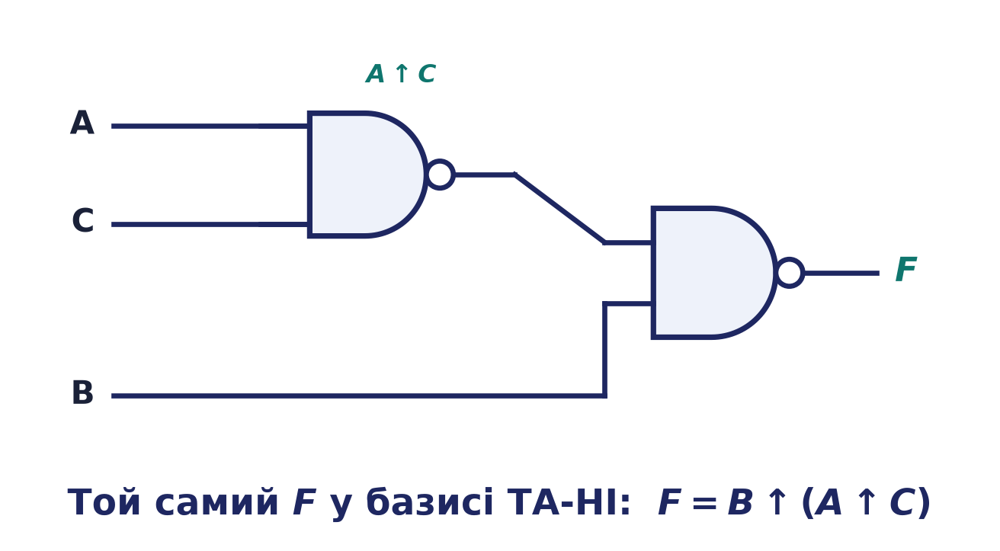 A ↑ C
A
C
F
B
Той самий F у базисі ТА-НІ: F = B ↑ (A ↑ C)